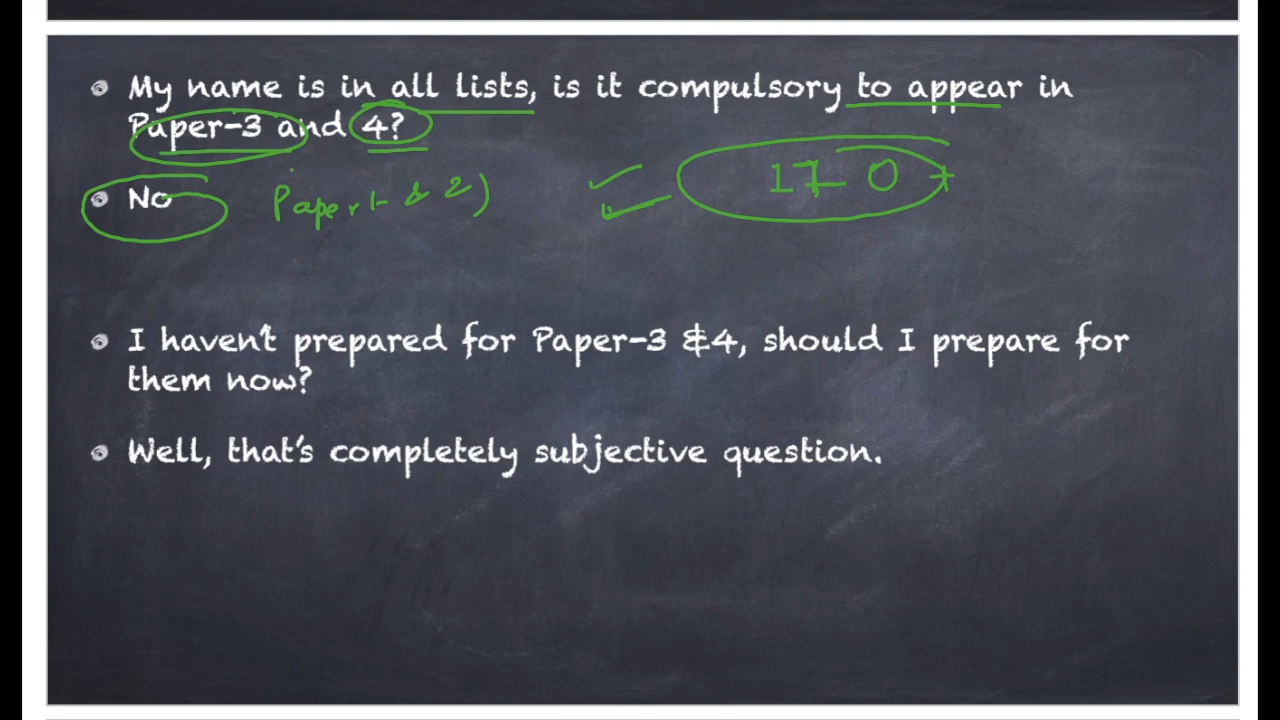 My name is in all lists, is it compulsory to appear in
Paper-3 and 4?
No Paper 1- & 2) 170+
I haven't prepared for Paper-3 &4, should I prepare for
them now?
Well, that's completely subjective question.